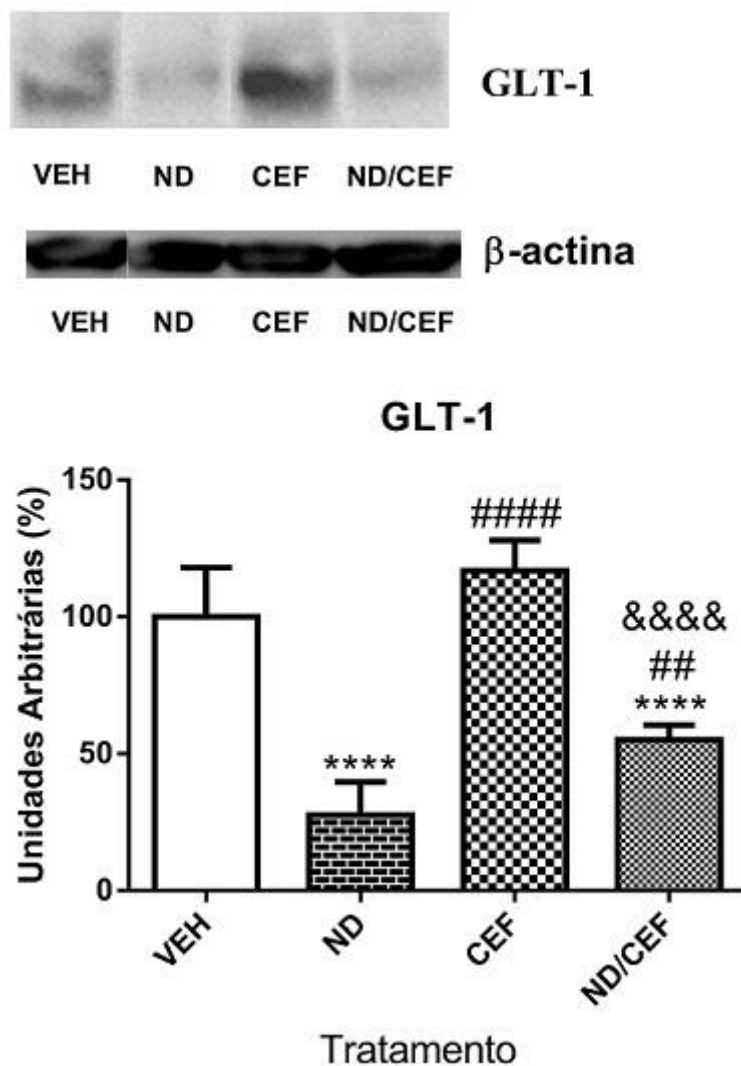 GLT-1
VEH ND CEF ND/CEF
β-actina
VEH ND CEF ND/CEF
GLT-1
Unidades Arbitrárias (%)
150
100
50
0
****
####
&&&&
##
****
VEH ND CEF ND/CEF
Tratamento